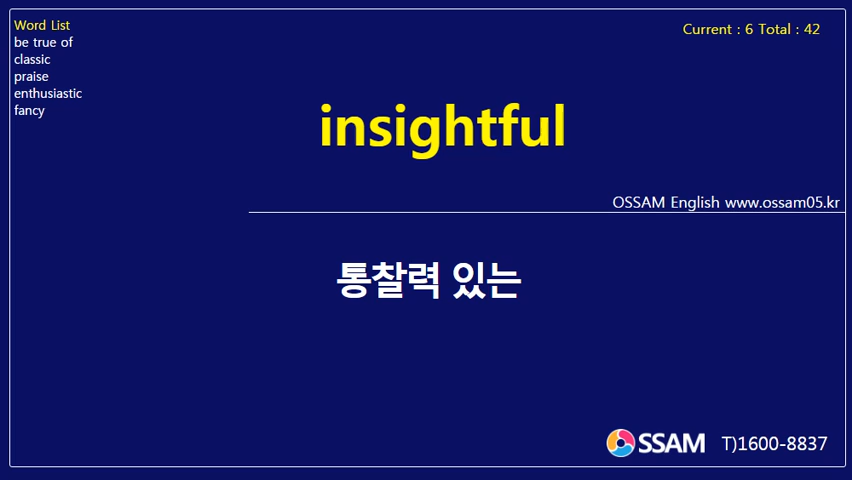 Word List
be true of
classic
praise
enthusiastic
fancy
Current : 6 Total : 42
insightful
OSSAM English www.ossam05.kr
통찰력 있는
OSSAM T)1600-8837